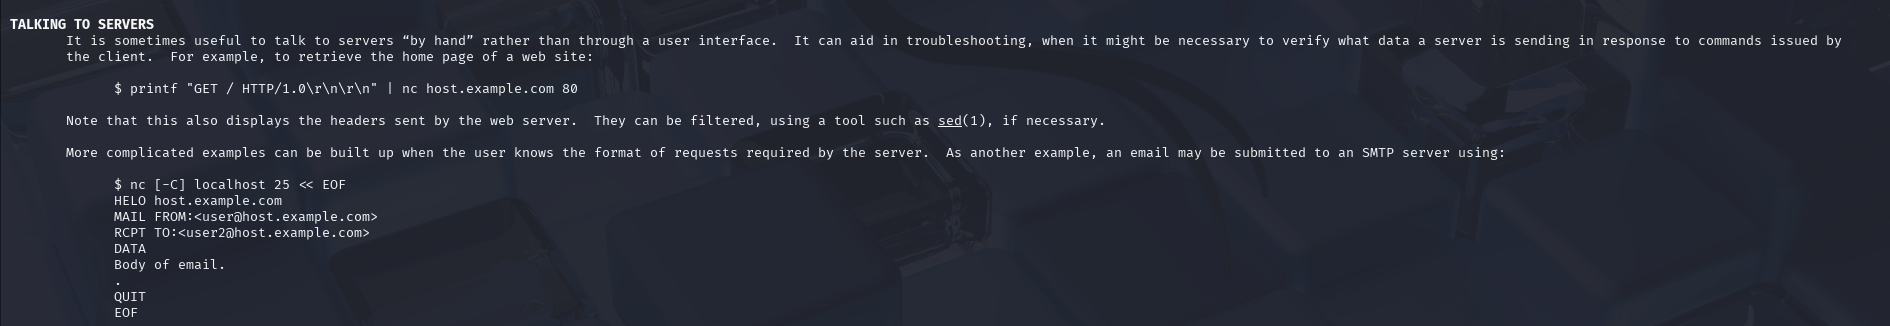 TALKING TO SERVERS
It is sometimes useful to talk to servers “by hand” rather than through a user interface.  It can aid in troubleshooting, when it might be necessary to verify what data a server is sending in response to commands issued by
the client.  For example, to retrieve the home page of a web site:
$ printf "GET / HTTP/1.0\r\n\r\n" | nc host.example.com 80
Note that this also displays the headers sent by the web server.  They can be filtered, using a tool such as sed(1), if necessary.
More complicated examples can be built up when the user knows the format of requests required by the server.  As another example, an email may be submitted to an SMTP server using:
$ nc [-C] localhost 25 << EOF
HELO host.example.com
MAIL FROM:<user@host.example.com>
RCPT TO:<user2@host.example.com>
DATA
Body of email.
.
QUIT
EOF